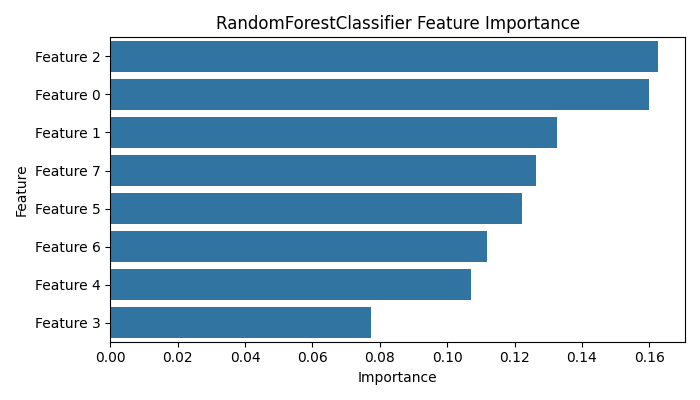 RandomForestClassifier Feature Importance
Feature 2
Feature 0
Feature 1
Feature 7
Feature 5
Feature 6
Feature 4
Feature 3
Feature
0.00 0.02 0.04 0.06 0.08 0.10 0.12 0.14 0.16
Importance